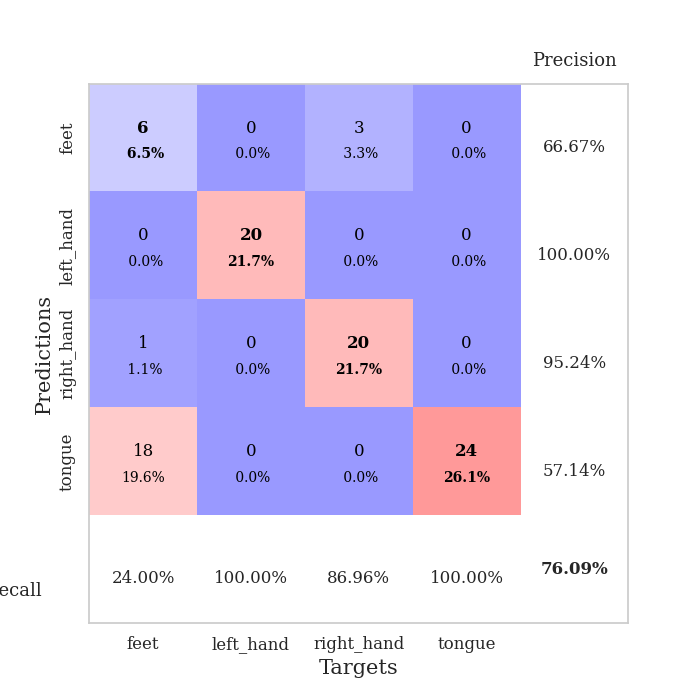 Precision
feet
6 0 3 0
6.5% 0.0% 3.3% 0.0%
66.67%
left_hand
0 20 0 0
0.0% 21.7% 0.0% 0.0%
100.00%
Predictions
right_hand
1 0 20 0
1.1% 0.0% 21.7% 0.0%
95.24%
tongue
18 0 0 24
19.6% 0.0% 0.0% 26.1%
57.14%
ecall
24.00% 100.00% 86.96% 100.00%
76.09%
feet left_hand right_hand tongue
Targets